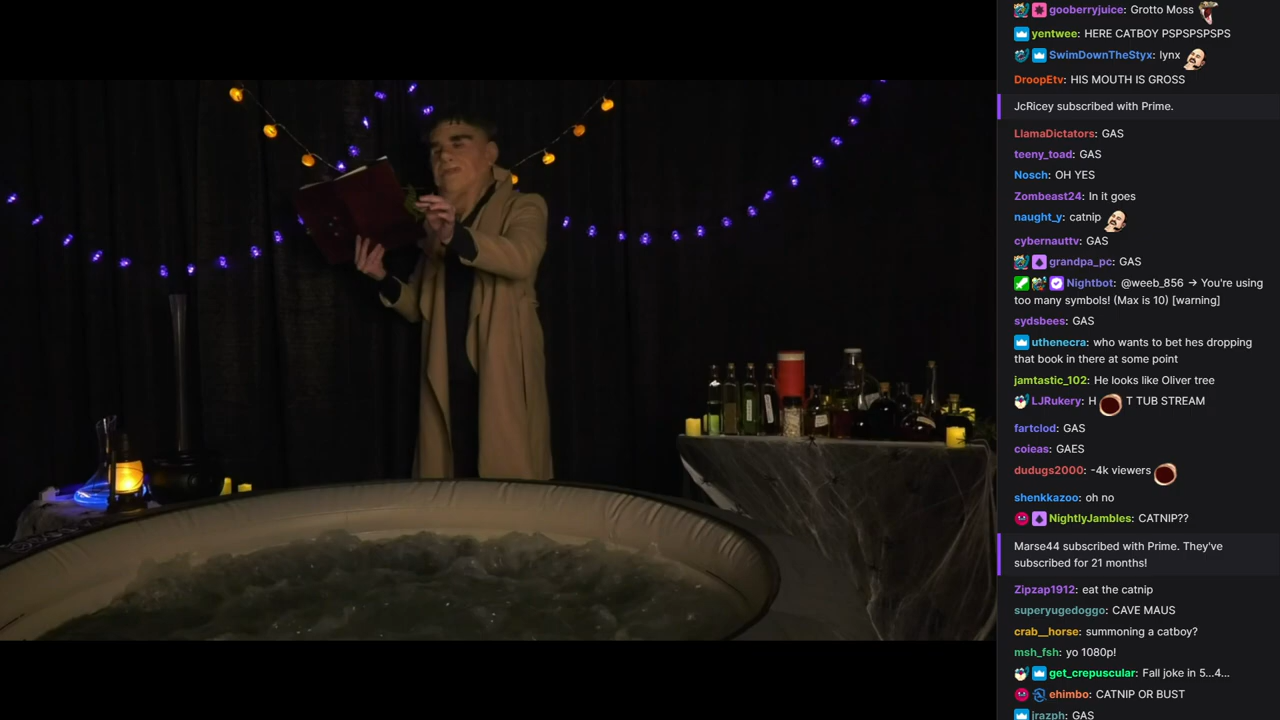 gooberryjuice: Grotto Moss
yentwee: HERE CATBOY PSPSPSPSPS
SwimDownTheStyx: lynx
DroopEtv: HIS MOUTH IS GROSS
JcRicey subscribed with Prime.
LlamaDictators: GAS
teeny_toad: GAS
Nosch: OH YES
Zombeast24: In it goes
naught_y: catnip
cybernauttv: GAS
grandpa_pc: GAS
Nightbot: @weeb_856 → You're using
too many symbols! (Max is 10) [warning]
sydsbees: GAS
uthenecra: who wants to bet hes dropping
that book in there at some point
jamtastic_102: He looks like Oliver tree
LJRukery: H T TUB STREAM
fartclod: GAS
coieas: GAES
dudugs2000: -4k viewers
shenkkazoo: oh no
NightlyJambles: CATNIP??
Marse44 subscribed with Prime. They've
subscribed for 21 months!
Zipzap1912: eat the catnip
superyugedoggo: CAVE MAUS
crab__horse: summoning a catboy?
msh_fsh: yo 1080p!
get_crepuscular: Fall joke in 5...4...
ehimbo: CATNIP OR BUST
jrazph: GAS